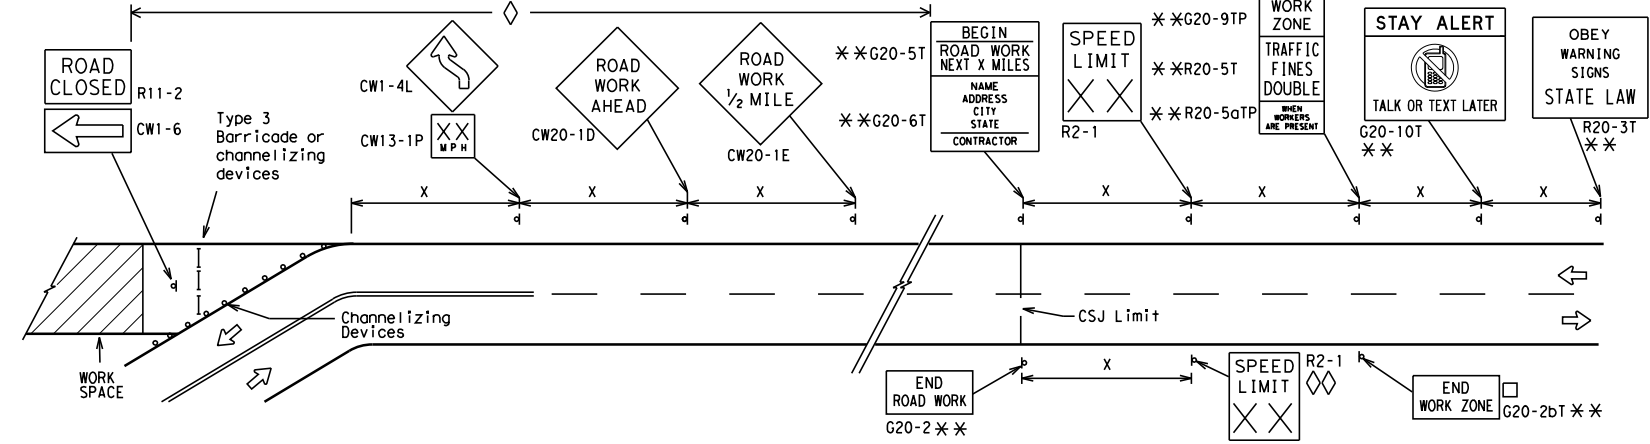 ROAD
CLOSED
R11-2
CW1-6
Type 3
Barricade or
channelizing
devices
CW1-4L
CW13-1P
X X
M P H
ROAD
WORK
AHEAD
CW20-1D
ROAD
WORK
1/2 MILE
CW20-1E
**G20-5T
**G20-6T
BEGIN
ROAD WORK
NEXT X MILES
NAME
ADDRESS
CITY
STATE
CONTRACTOR
SPEED
LIMIT
X X
R2-1
**G20-9TP
**R20-5T
**R20-5aTP
WORK
ZONE
TRAFFIC
FINES
DOUBLE
WHEN
WORKERS
ARE PRESENT
STAY ALERT
TALK OR TEXT LATER
G20-10T
**
OBEY
WARNING
SIGNS
STATE LAW
R20-3T
**
X
X
X
X
X
X
X
Channelizing
Devices
CSJ Limit
WORK
SPACE
END
ROAD WORK
G20-2 **
X
SPEED
LIMIT
X X
R2-1
END
WORK ZONE
G20-2bT **